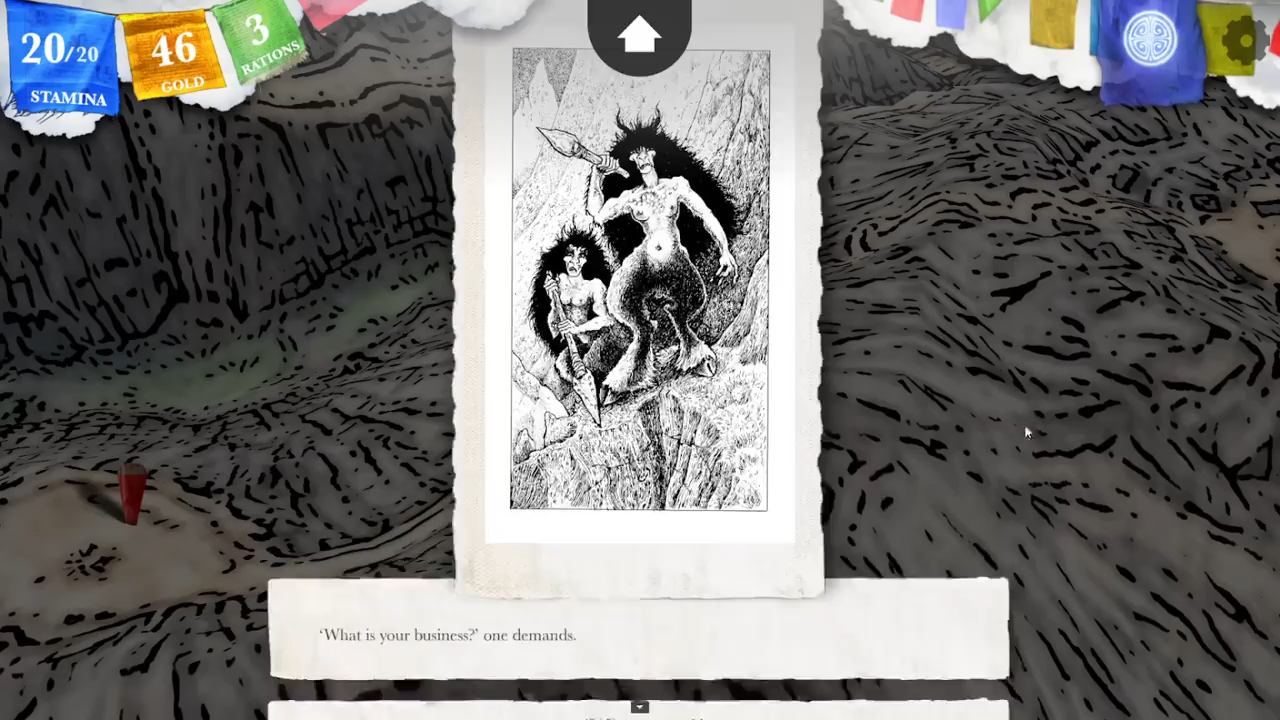 20/20
STAMINA
46
GOLD
3
RATIONS
‘What is your business?’ one demands.